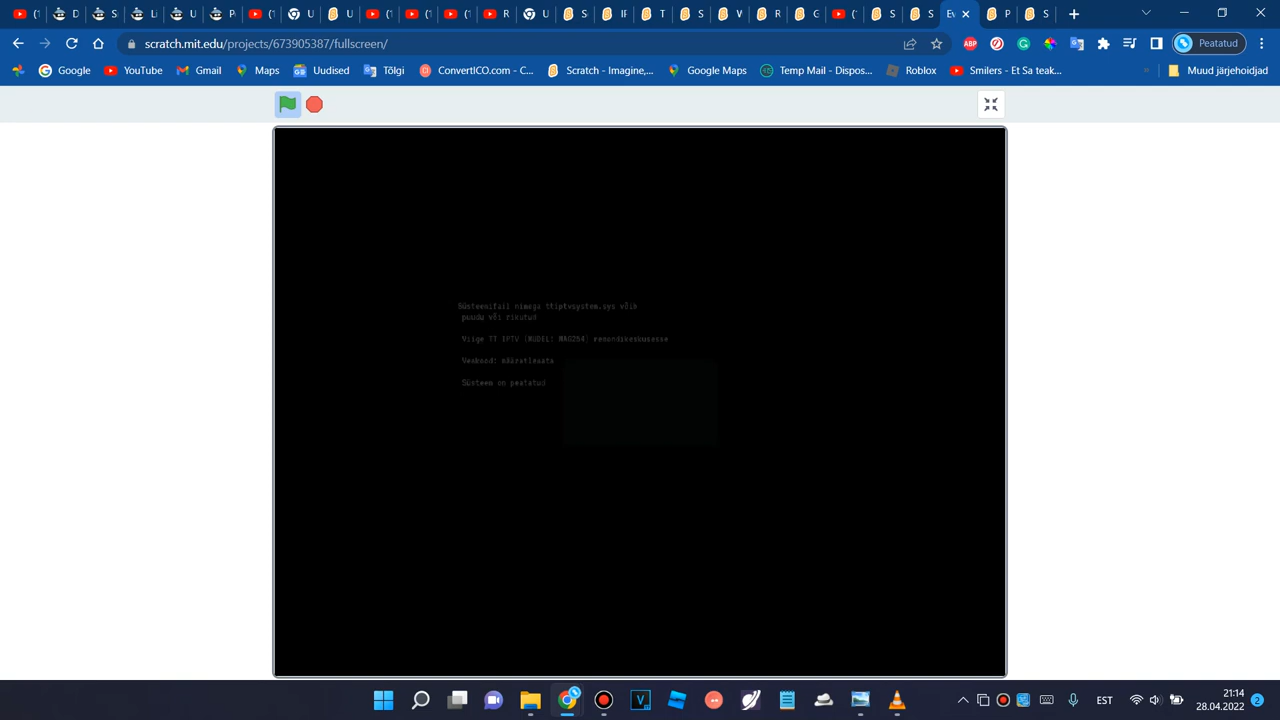 scratch.mit.edu/projects/673905387/fullscreen/
Peatatud
Google
YouTube
Gmail
Maps
Uudised
Tõlgi
ConvertICO.com - C...
Scratch - Imagine,...
Google Maps
Temp Mail - Dispos...
Roblox
Smilers - Et Sa teak...
Muud järjehoidjad
Süsteemifail nimega ttiptvsystem.sys võib
puudu või rikutud
Viige TT IPTV [MUDEL: MAG254] remondikeskusesse
Veakood: määratlemata
Süsteem on peatatud
EST
21:14
28.04.2022
2